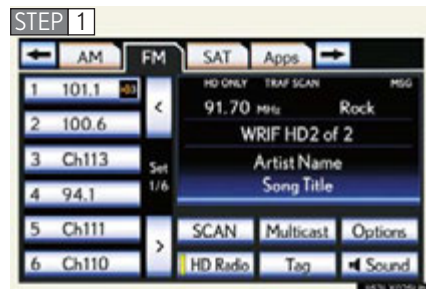 STEP 1
AM FM SAT Apps
1 101.1
HD ONLY TRAF SCAN MSG
91.70 MHz Rock
2 100.6
WRIF HD2 of 2
3 Ch113
Set
Artist Name
4 94.1
1/6
Song Title
5 Ch111
SCAN Multicast Options
6 Ch110
HD Radio Tag Sound